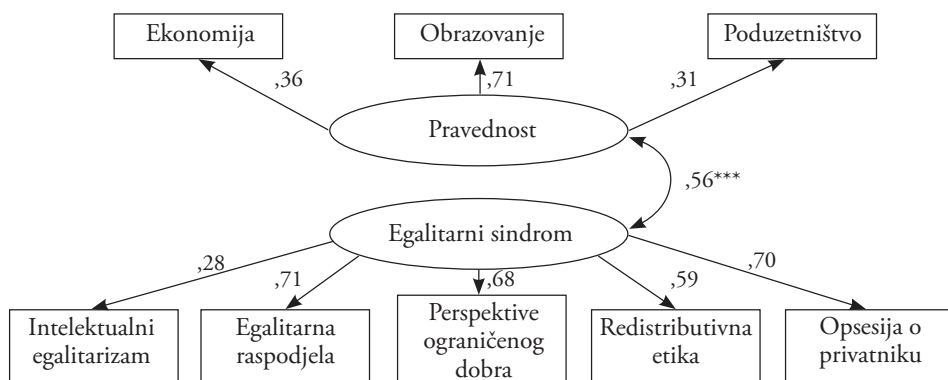 Ekonomija
Obrazovanje
Poduzetništvo
,36
,71
,31
Pravednost
,56***
Egalitarni sindrom
,28
,71
,68
,59
,70
Intelektualni
egalitarizam
Egalitarna
raspodjela
Perspektive
ograničenog
dobra
Redistributivna
etika
Opsesija o
privatniku